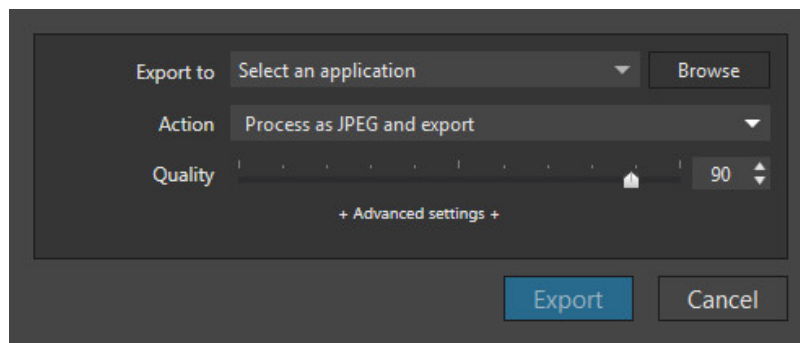 Export to Select an application Browse
Action Process as JPEG and export
Quality 90
+ Advanced settings +
Export Cancel